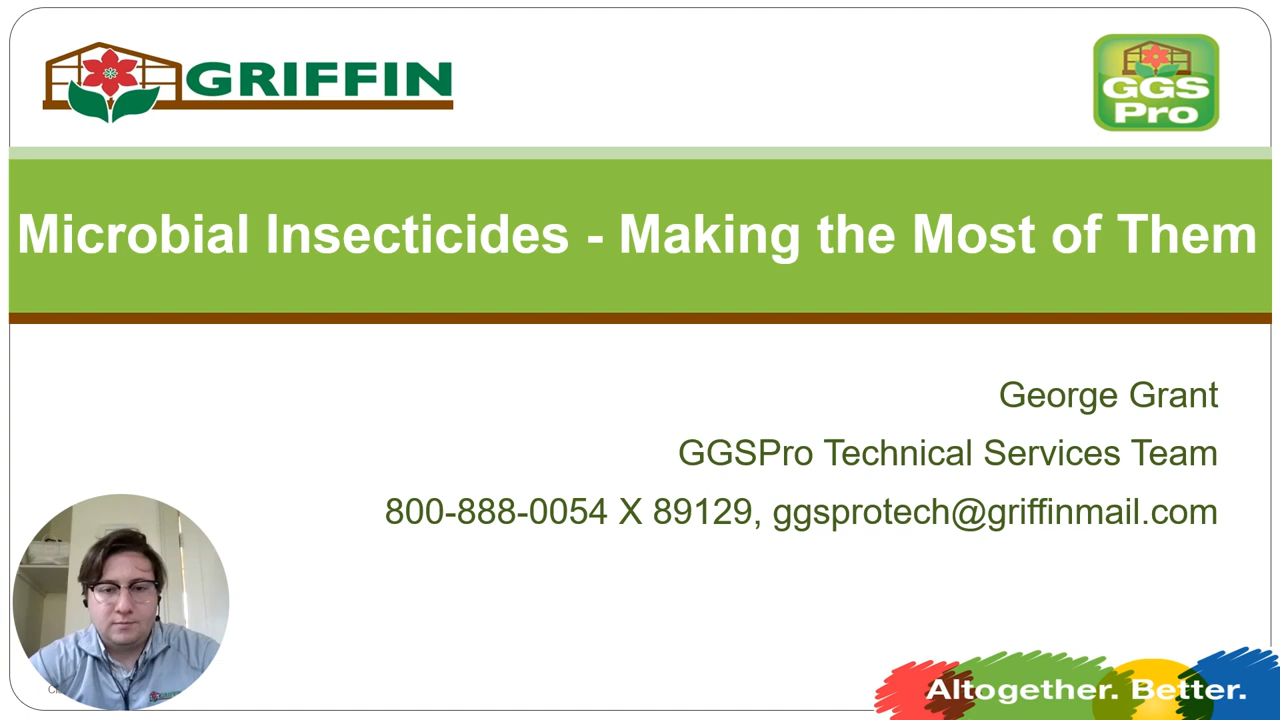 GRIFFIN
GGS
Pro
Microbial Insecticides - Making the Most of Them
George Grant
GGSPro Technical Services Team
800-888-0054 X 89129, ggsprotech@griffinmail.com
GRIFFIN
Altogether. Better.